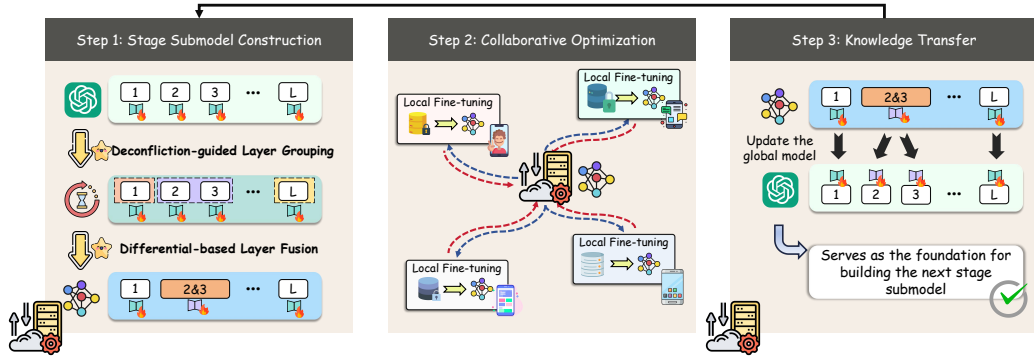 Step 1: Stage Submodel Construction
1 2 3 ... L
Deconfliction-guided Layer Grouping
1 2 3 ... L
Differential-based Layer Fusion
1 2&3 ... L
Step 2: Collaborative Optimization
Local Fine-tuning
Local Fine-tuning
Local Fine-tuning
Local Fine-tuning
Step 3: Knowledge Transfer
1 2&3 ... L
Update the
global model
1 2 3 ... L
Serves as the foundation for
building the next stage
submodel